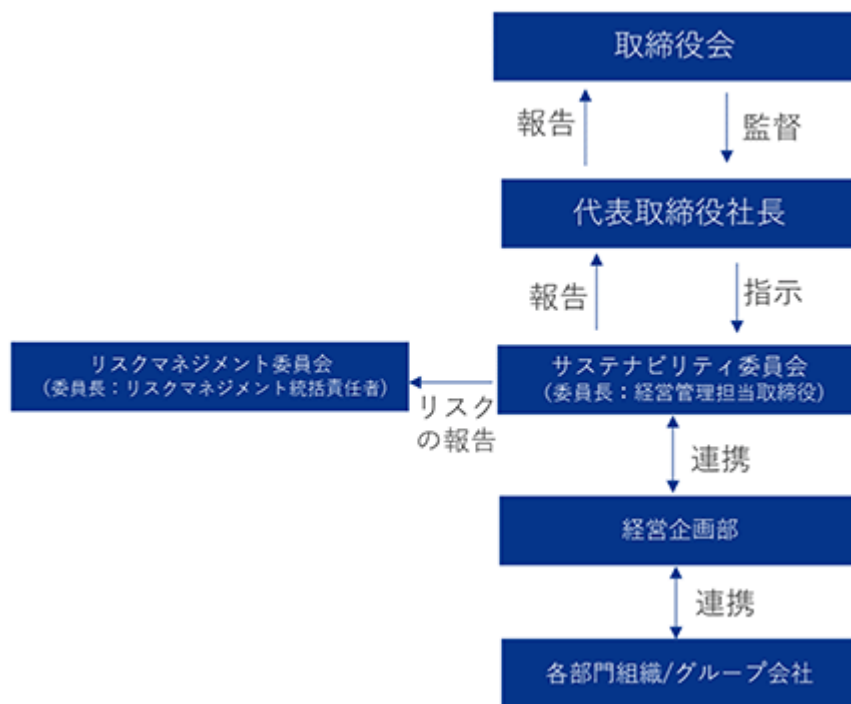 取締役会
報告
監督
代表取締役社長
報告
指示
リスクマネジメント委員会
(委員長：リスクマネジメント統括責任者)
サステナビリティ委員会
(委員長：経営管理担当取締役)
リスク
の報告
連携
経営企画部
連携
各部門組織/グループ会社